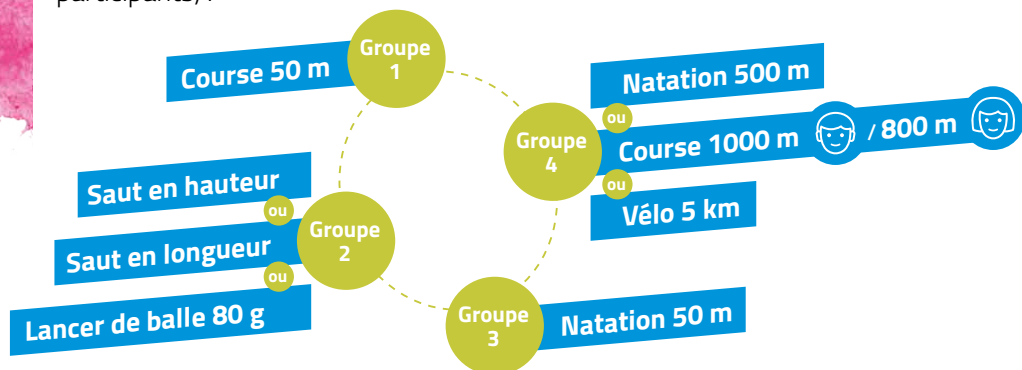 Groupe
1
Course 50 m
Groupe
2
Saut en hauteur
ou
Saut en longueur
ou
Lancer de balle 80 g
Groupe
3
Natation 50 m
Groupe
4
Natation 500 m
ou
Course 1000 m / 800 m
ou
Vélo 5 km